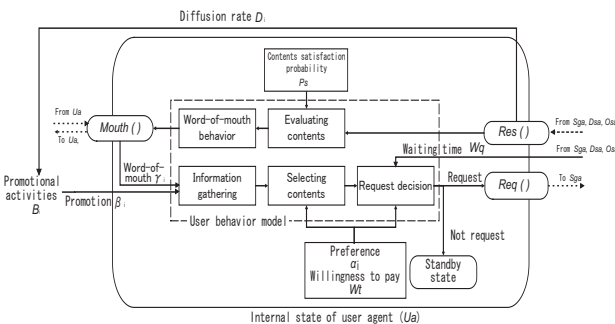 Diffusion rate Di
Contents satisfaction
probability
Ps
From Ua
To Ua,
Mouth ()
Word-of-mouth
behavior
Evaluating
contents
Res ()
From Sga, Dsa, Osa
Waiting time Wq
From Sga, Dsa, Os
Word-of-
mouth γi
Information
gathering
Selecting
contents
Request decision
Request
Req ()
To Sga
Promotional
activities
Bi
Promotion βi
User behavior model
Not request
Preference
αi
Willingness to pay
Wt
Standby
state
Internal state of user agent (Ua)